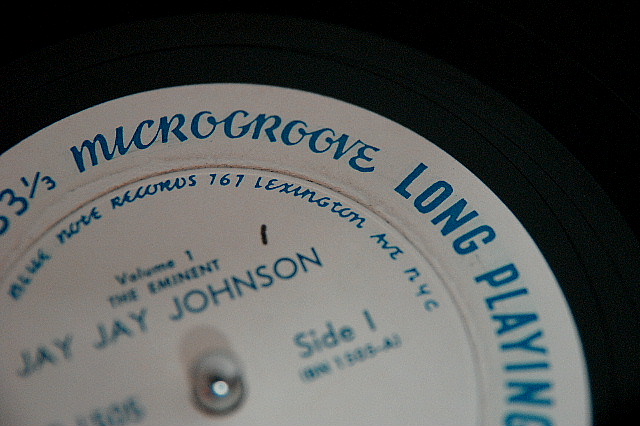 33⅓ MICROGROOVE LONG PLAYING
BLUE NOTE RECORDS 767 LEXINGTON AVE NYC
Volume 1
THE EMINENT
JAY JAY JOHNSON
Side 1
(BN 1505-A)
1505